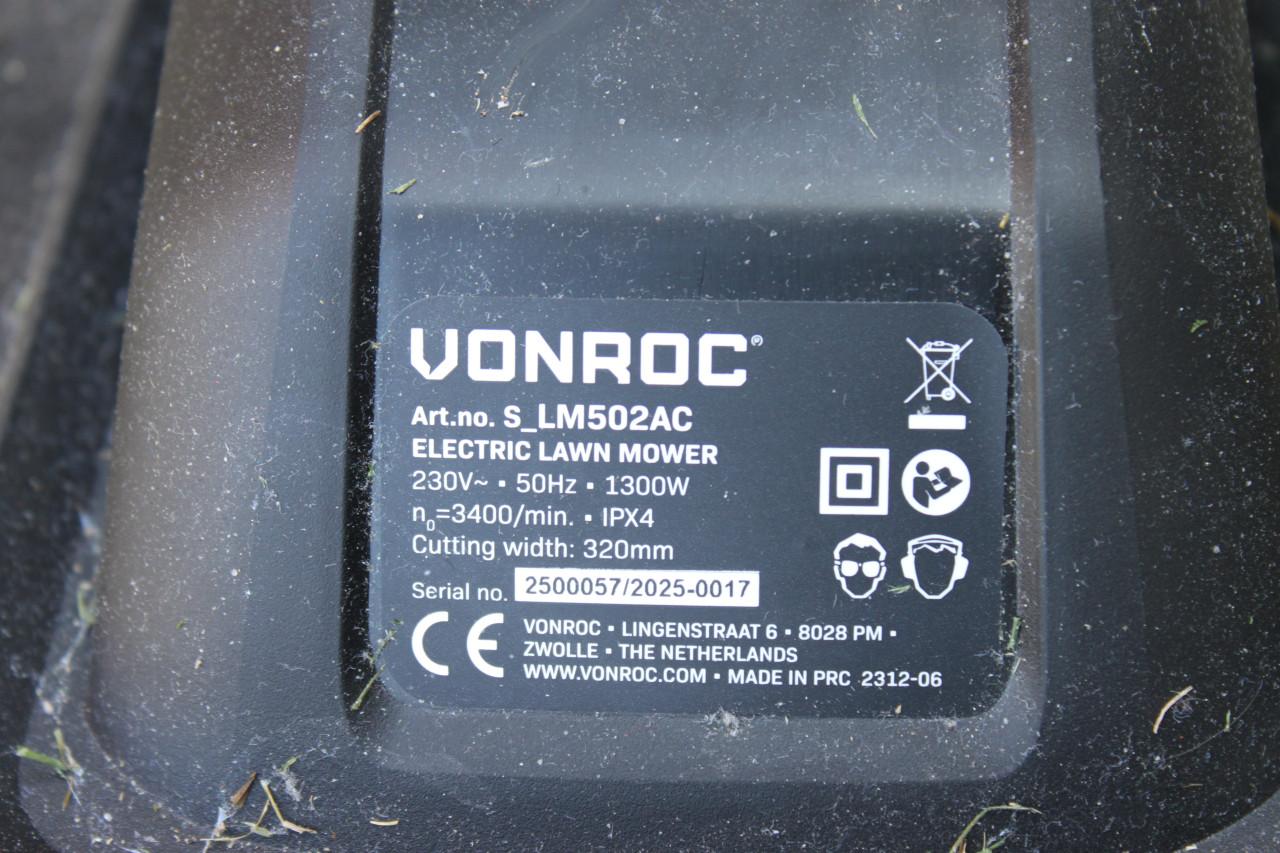 VONROC®
Art.no. S_LM502AC
ELECTRIC LAWN MOWER
230V~ ▪ 50Hz ▪ 1300W
n₀=3400/min. ▪ IPX4
Cutting width: 320mm
Serial no. 2500057/2025-0017
CE
VONROC ▪ LINGENSTRAAT 6 ▪ 8028 PM ▪
ZWOLLE ▪ THE NETHERLANDS
WWW.VONROC.COM ▪ MADE IN PRC 2312-06